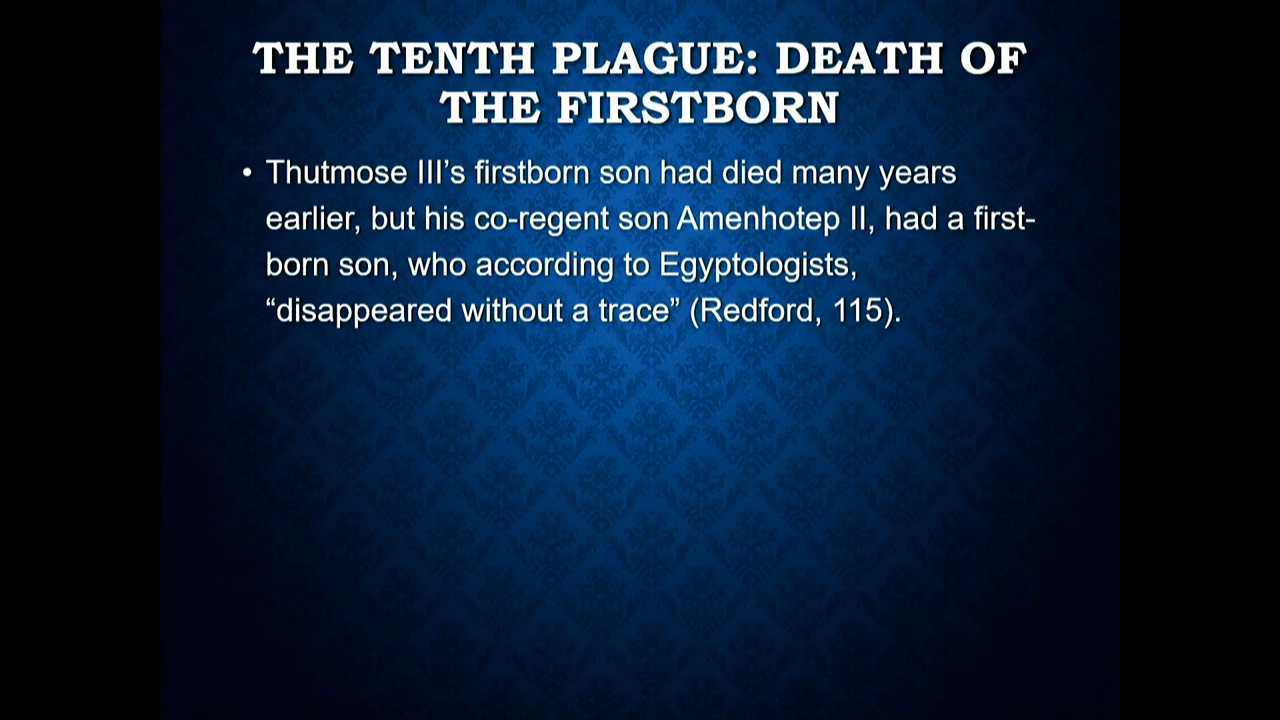 THE TENTH PLAGUE: DEATH OF
THE FIRSTBORN
• Thutmose III’s firstborn son had died many years
earlier, but his co-regent son Amenhotep II, had a first-
born son, who according to Egyptologists,
“disappeared without a trace” (Redford, 115).